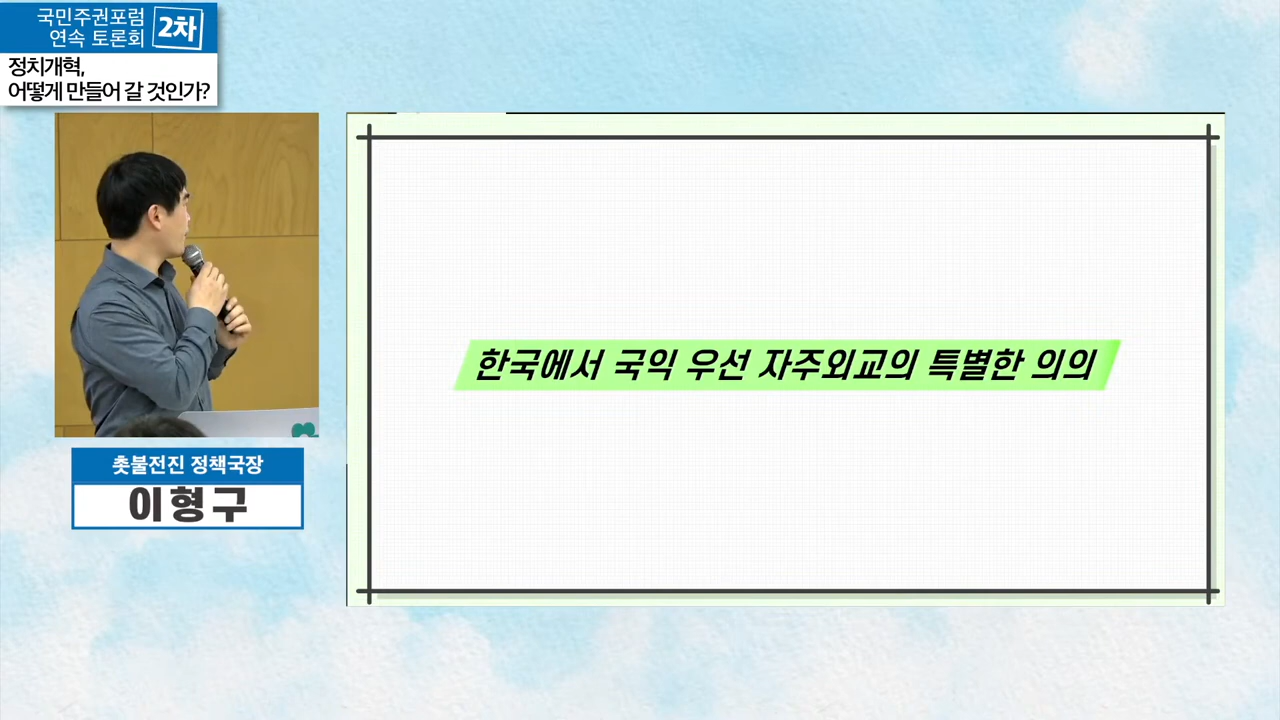 국민주권포럼
연속 토론회
2차
정치개혁,
어떻게 만들어 갈 것인가?
한국에서 국익 우선 자주외교의 특별한 의의
촛불전진 정책국장
이형구